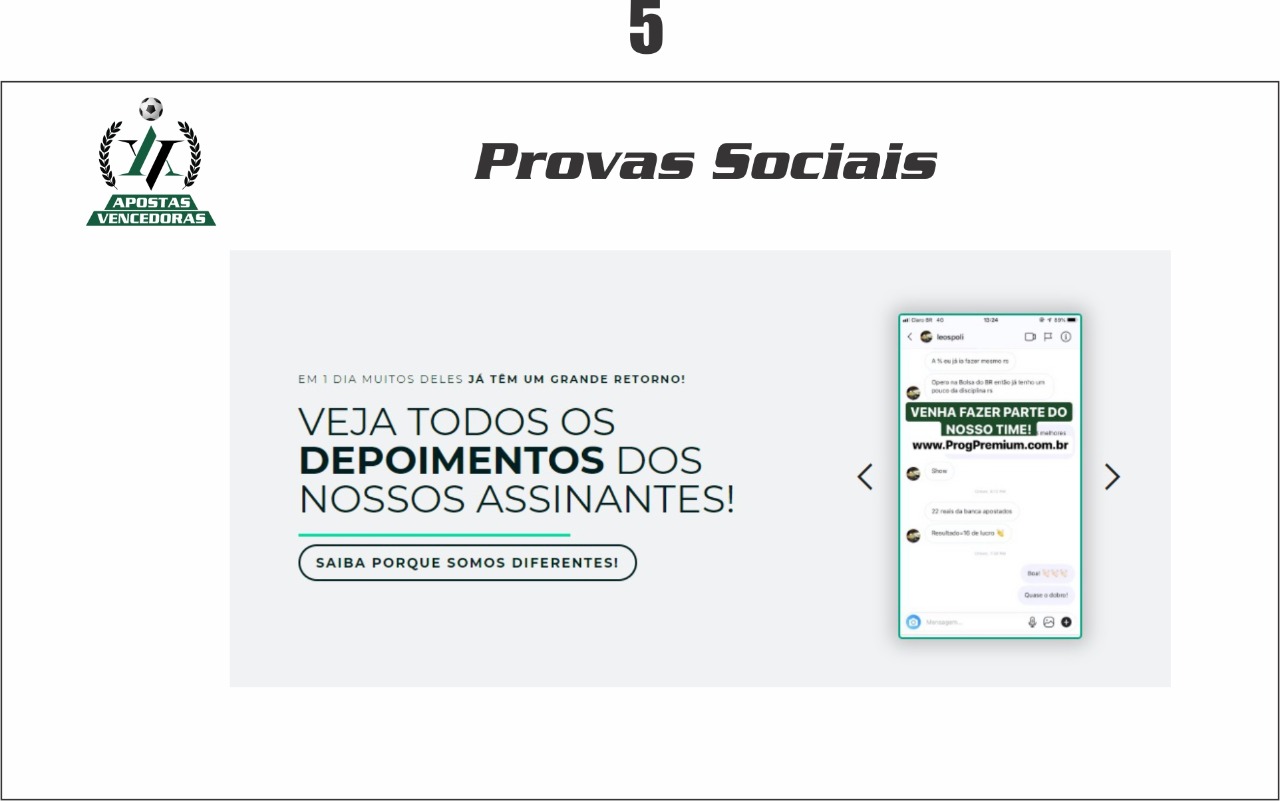 5
APOSTAS
VENCEDORAS
Provas Sociais
EM 1 DIA MUITOS DELES JÁ TÊM UM GRANDE RETORNO!
VEJA TODOS OS
DEPOIMENTOS DOS
NOSSOS ASSINANTES!
SAIBA PORQUE SOMOS DIFERENTES!
Claro BR 4G 13:24 89%
leospoli
A % eu já ia fazer mesmo rs
Opero na Bolsa do BR então já tenho um
pouco da disciplina rs
VENHA FAZER PARTE DO
NOSSO TIME! melhores
www.ProgPremium.com.br
Show
22 reais da banca apostados
Resultado=16 de lucro 👏
Boa! 👏👏👏
Quase o dobro!
Mensagem...